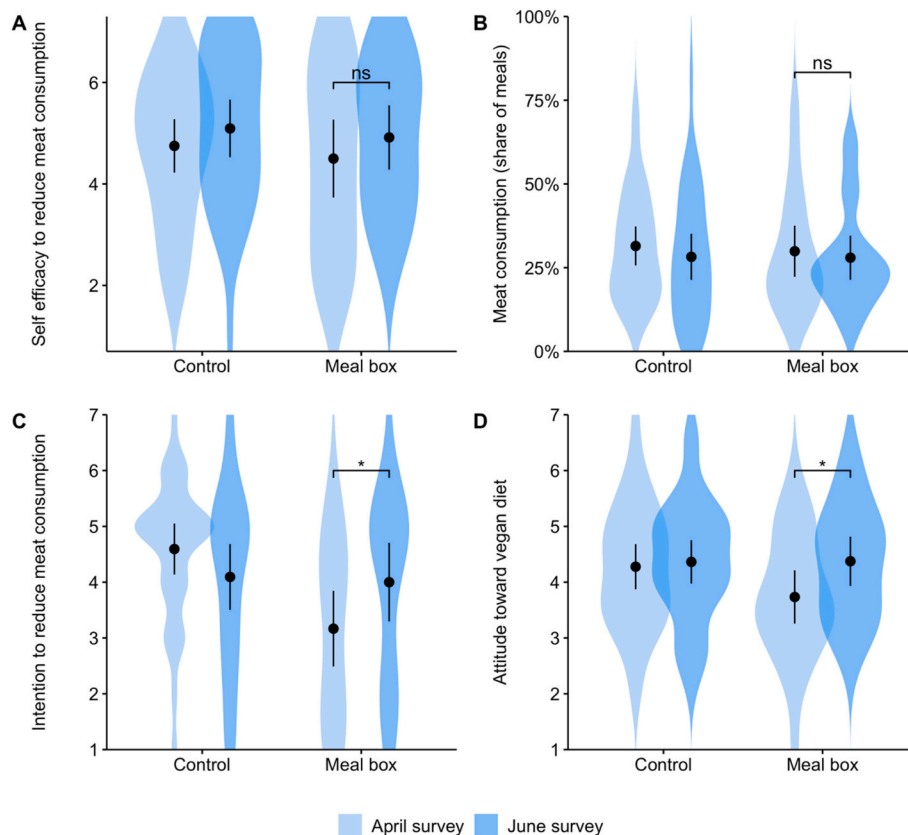 A
Self efficacy to reduce meat consumption
6
4
2
ns
Control
Meal box
B
Meat consumption (share of meals)
100%
75%
50%
25%
0%
ns
Control
Meal box
C
Intention to reduce meat consumption
7
6
5
4
3
2
1
*
Control
Meal box
D
Attitude toward vegan diet
7
6
5
4
3
2
1
*
Control
Meal box
April survey
June survey